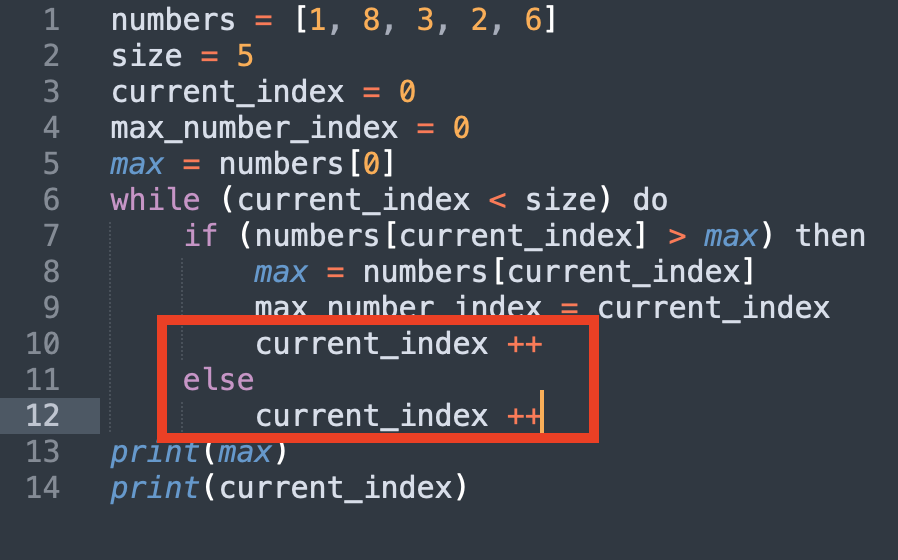 1 numbers = [1, 8, 3, 2, 6]
2 size = 5
3 current_index = 0
4 max_number_index = 0
5 max = numbers[0]
6 while (current_index < size) do
7     if (numbers[current_index] > max) then
8         max = numbers[current_index]
9         max_number_index = current_index
10         current_index ++
11     else
12         current_index ++
13 print(max)
14 print(current_index)